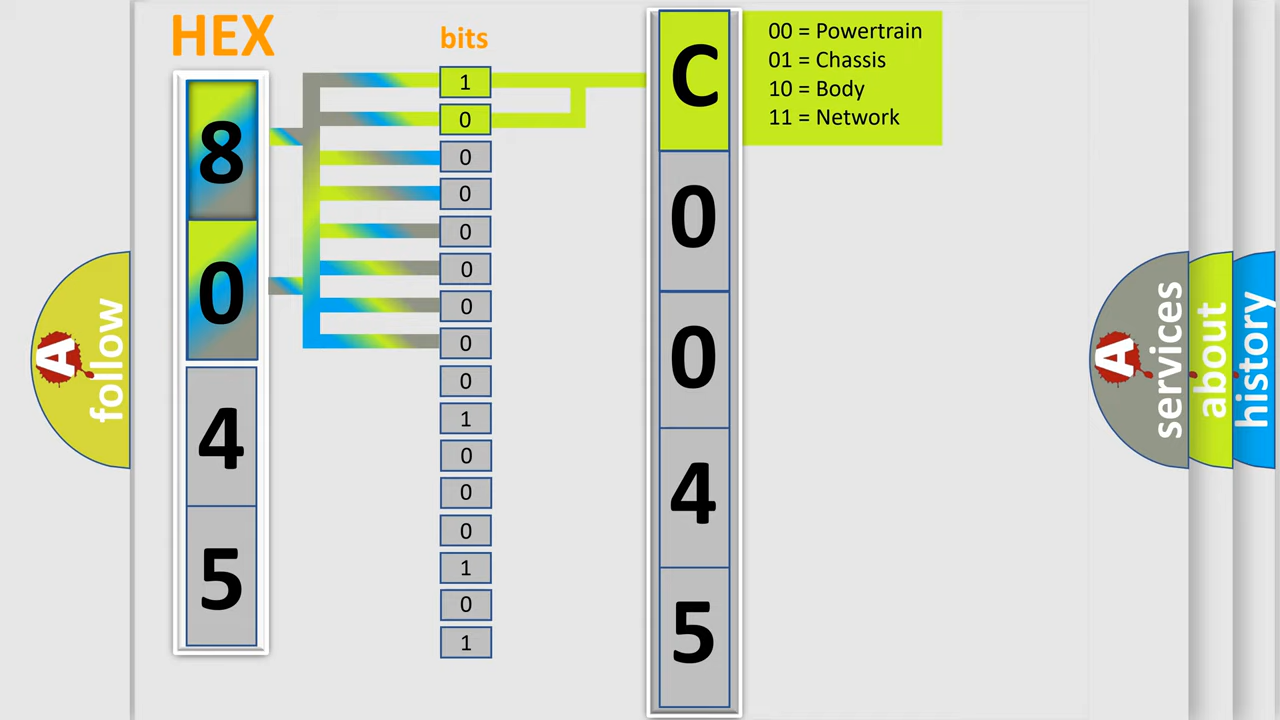 HEX
bits
8
0
4
5
1
0
0
0
0
0
0
0
0
1
0
0
0
1
0
1
C
0
0
4
5
00 = Powertrain
01 = Chassis
10 = Body
11 = Network
A
follow
A
services
about
history